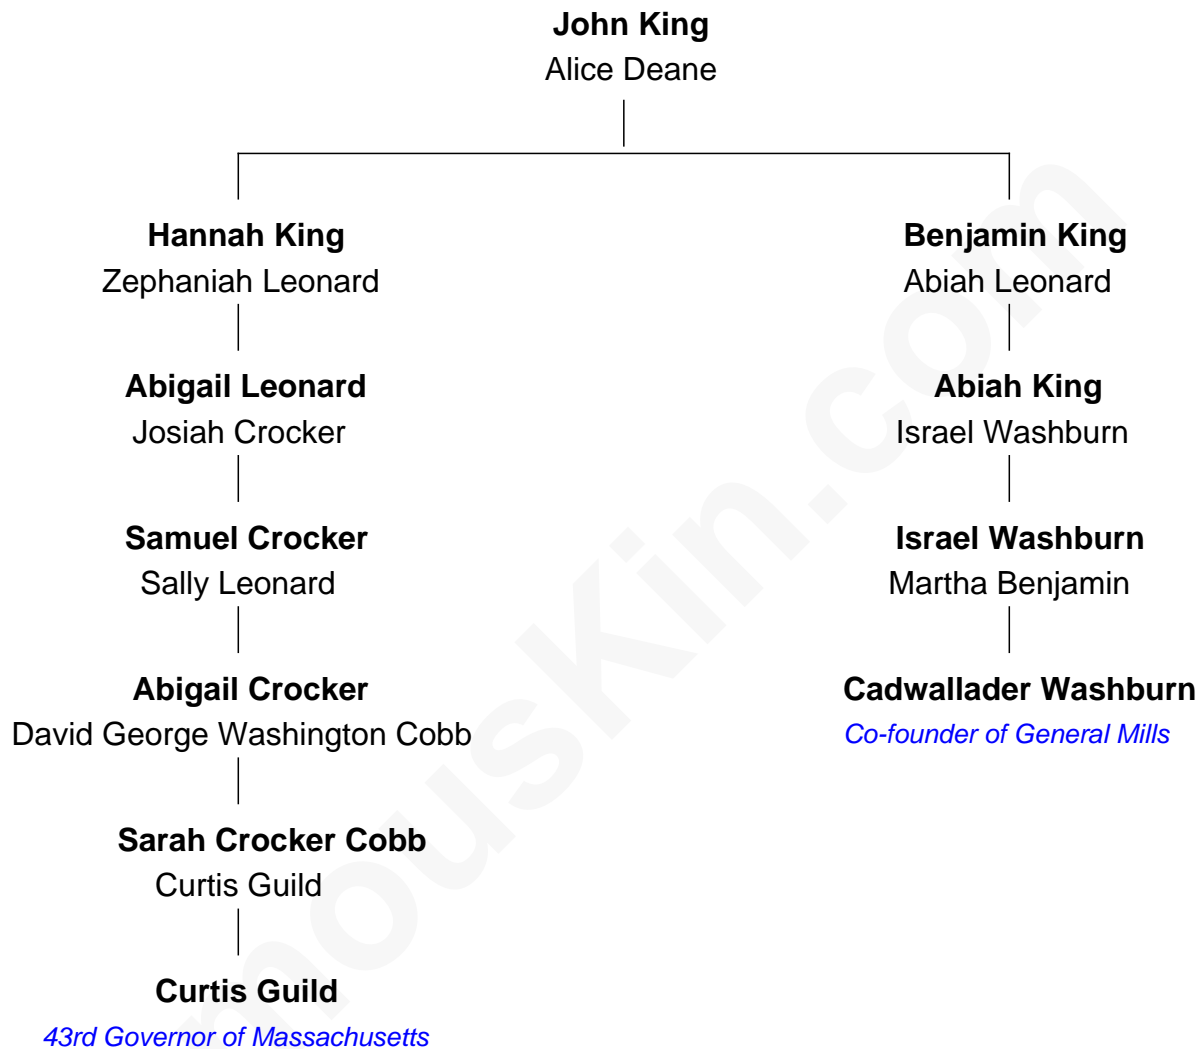 John King
Alice Deane
Hannah King
Zephaniah Leonard
Abigail Leonard
Josiah Crocker
Samuel Crocker
Sally Leonard
Abigail Crocker
David George Washington Cobb
Sarah Crocker Cobb
Curtis Guild
Curtis Guild
43rd Governor of Massachusetts
Benjamin King
Abiah Leonard
Abiah King
Israel Washburn
Israel Washburn
Martha Benjamin
Cadwallader Washburn
Co-founder of General Mills
mousKin.com